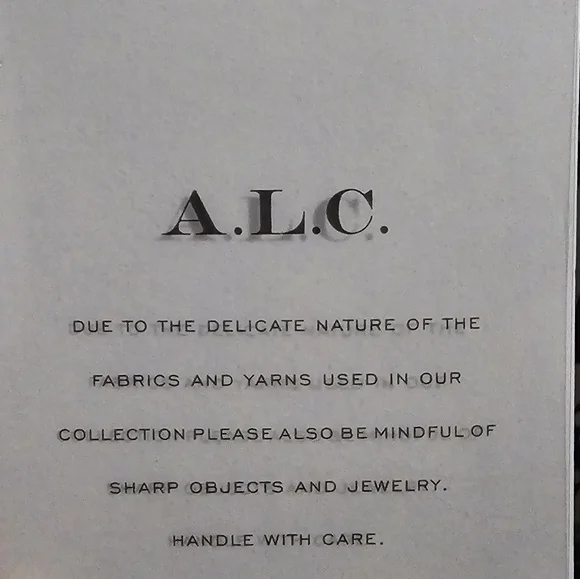 A.L.C.
DUE TO THE DELICATE NATURE OF THE
FABRICS AND YARNS USED IN OUR
COLLECTION PLEASE ALSO BE MINDFUL OF
SHARP OBJECTS AND JEWELRY.
HANDLE WITH CARE.